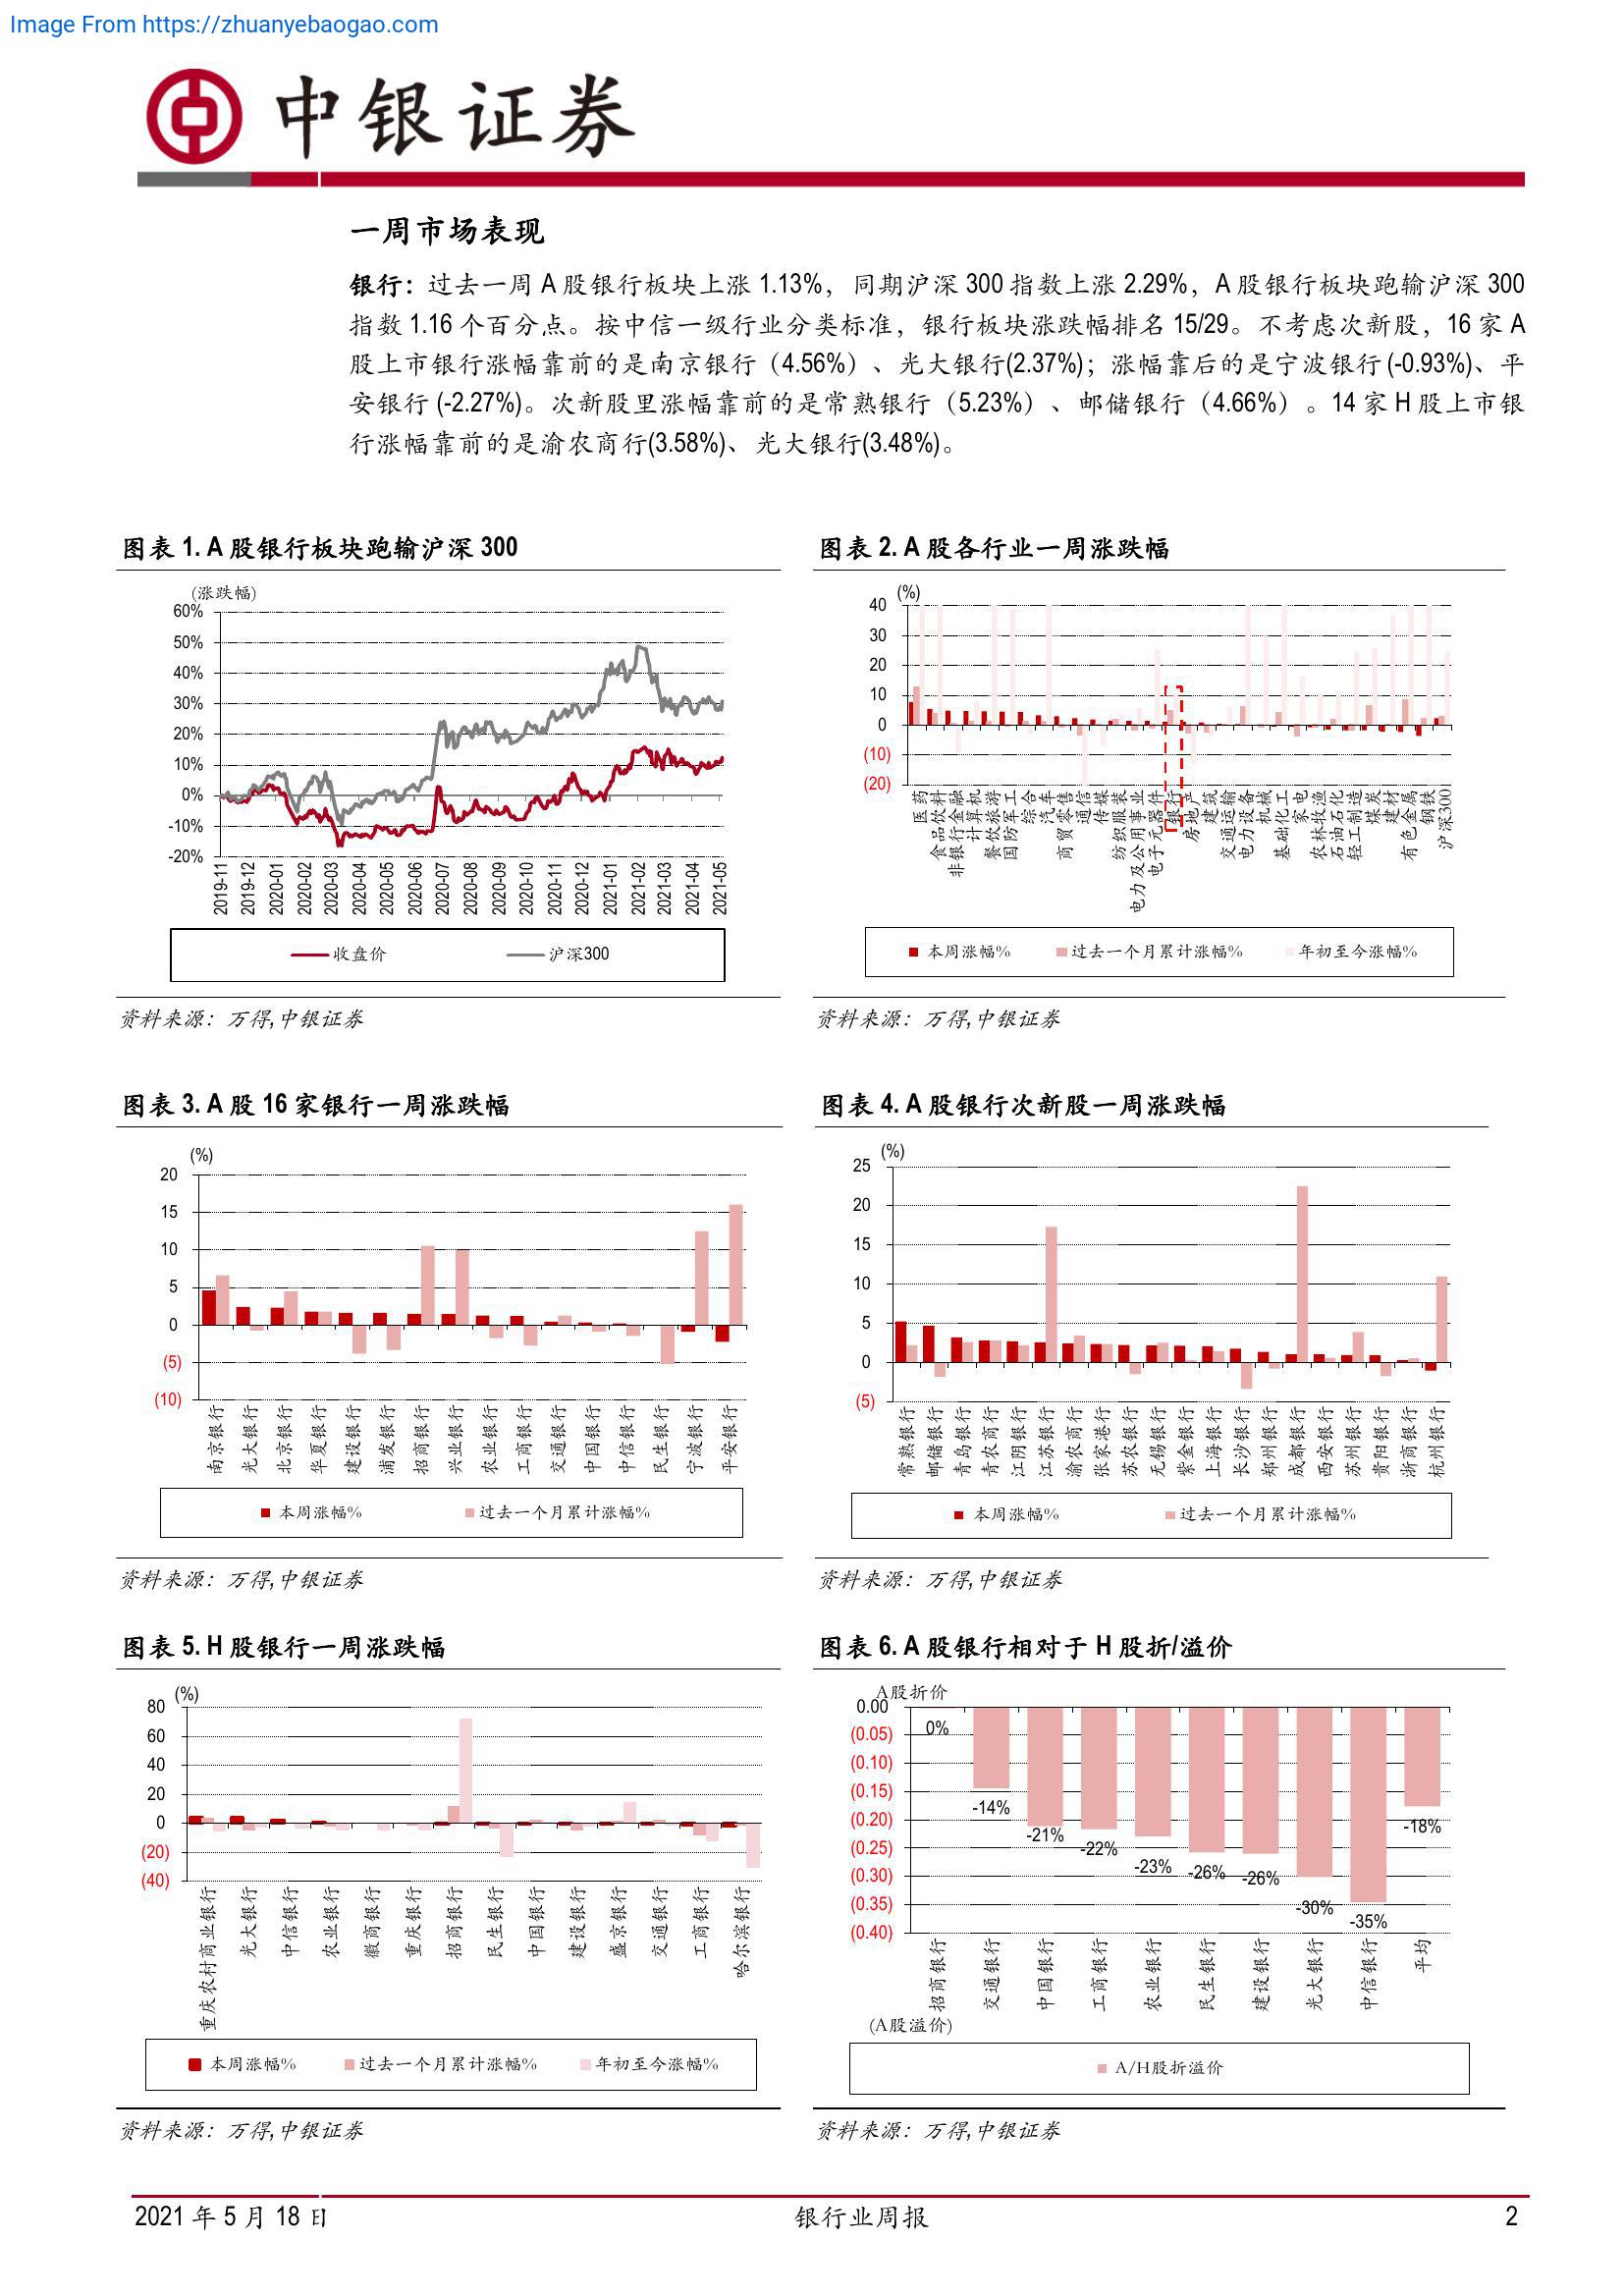 Image From https://zhuanyebaogao.com
中银证券
一周市场表现
银行：过去一周 A 股银行板块上涨 1.13%，同期沪深 300 指数上涨 2.29%，A 股银行板块跑输沪深 300
指数 1.16 个百分点。按中信一级行业分类标准，银行板块涨跌幅排名 15/29。不考虑次新股，16 家 A
股上市银行涨幅靠前的是南京银行（4.56%）、光大银行(2.37%)；涨幅靠后的是宁波银行 (-0.93%)、平
安银行 (-2.27%)。次新股里涨幅靠前的是常熟银行（5.23%）、邮储银行（4.66%）。14 家 H 股上市银
行涨幅靠前的是渝农商行(3.58%)、光大银行(3.48%)。
图表 1. A 股银行板块跑输沪深 300
(涨跌幅)
60%
50%
40%
30%
20%
10%
0%
-10%
-20%
2019-11
2019-12
2020-01
2020-02
2020-03
2020-04
2020-05
2020-06
2020-07
2020-08
2020-09
2020-10
2020-11
2020-12
2021-01
2021-02
2021-03
2021-04
2021-05
收盘价 沪深300
资料来源：万得,中银证券
图表 2. A 股各行业一周涨跌幅
(%)
40
30
20
10
0
(10)
(20)
医药
食品饮料
非银行金融
计算机
餐饮旅游
国防军工
综合
汽车
商贸零售
通信
传媒
纺织服装
电力及公用事业
电子元器件
银行
房地产
建筑
交通运输
电力设备
机械
基础化工
家电
农林牧渔
石油石化
轻工制造
煤炭
建材
有色金属
钢铁
沪深300
本周涨幅% 过去一个月累计涨幅% 年初至今涨幅%
资料来源：万得,中银证券
图表 3. A 股 16 家银行一周涨跌幅
(%)
20
15
10
5
0
(5)
(10)
南京银行
光大银行
北京银行
华夏银行
建设银行
浦发银行
招商银行
兴业银行
农业银行
工商银行
交通银行
中国银行
中信银行
民生银行
宁波银行
平安银行
本周涨幅% 过去一个月累计涨幅%
资料来源：万得,中银证券
图表 4. A 股银行次新股一周涨跌幅
(%)
25
20
15
10
5
0
(5)
常熟银行
邮储银行
青岛银行
青农商行
江阴银行
江苏银行
渝农商行
张家港行
苏农银行
无锡银行
紫金银行
上海银行
长沙银行
郑州银行
成都银行
西安银行
苏州银行
贵阳银行
浙商银行
杭州银行
本周涨幅% 过去一个月累计涨幅%
资料来源：万得,中银证券
图表 5. H 股银行一周涨跌幅
(%)
80
60
40
20
0
(20)
(40)
重庆农村商业银行
光大银行
中信银行
农业银行
徽商银行
重庆银行
招商银行
民生银行
中国银行
建设银行
盛京银行
交通银行
工商银行
哈尔滨银行
本周涨幅% 过去一个月累计涨幅% 年初至今涨幅%
资料来源：万得,中银证券
图表 6. A 股银行相对于 H 股折/溢价
A股折价
0.00
(0.05)
(0.10)
(0.15)
(0.20)
(0.25)
(0.30)
(0.35)
(0.40)
0%
-14%
-21%
-22%
-23%
-26%
-26%
-30%
-35%
-18%
招商银行
交通银行
中国银行
工商银行
农业银行
民生银行
建设银行
光大银行
中信银行
平均
(A股溢价)
A/H股折溢价
资料来源：万得,中银证券
2021 年 5 月 18 日 银行业周报 2